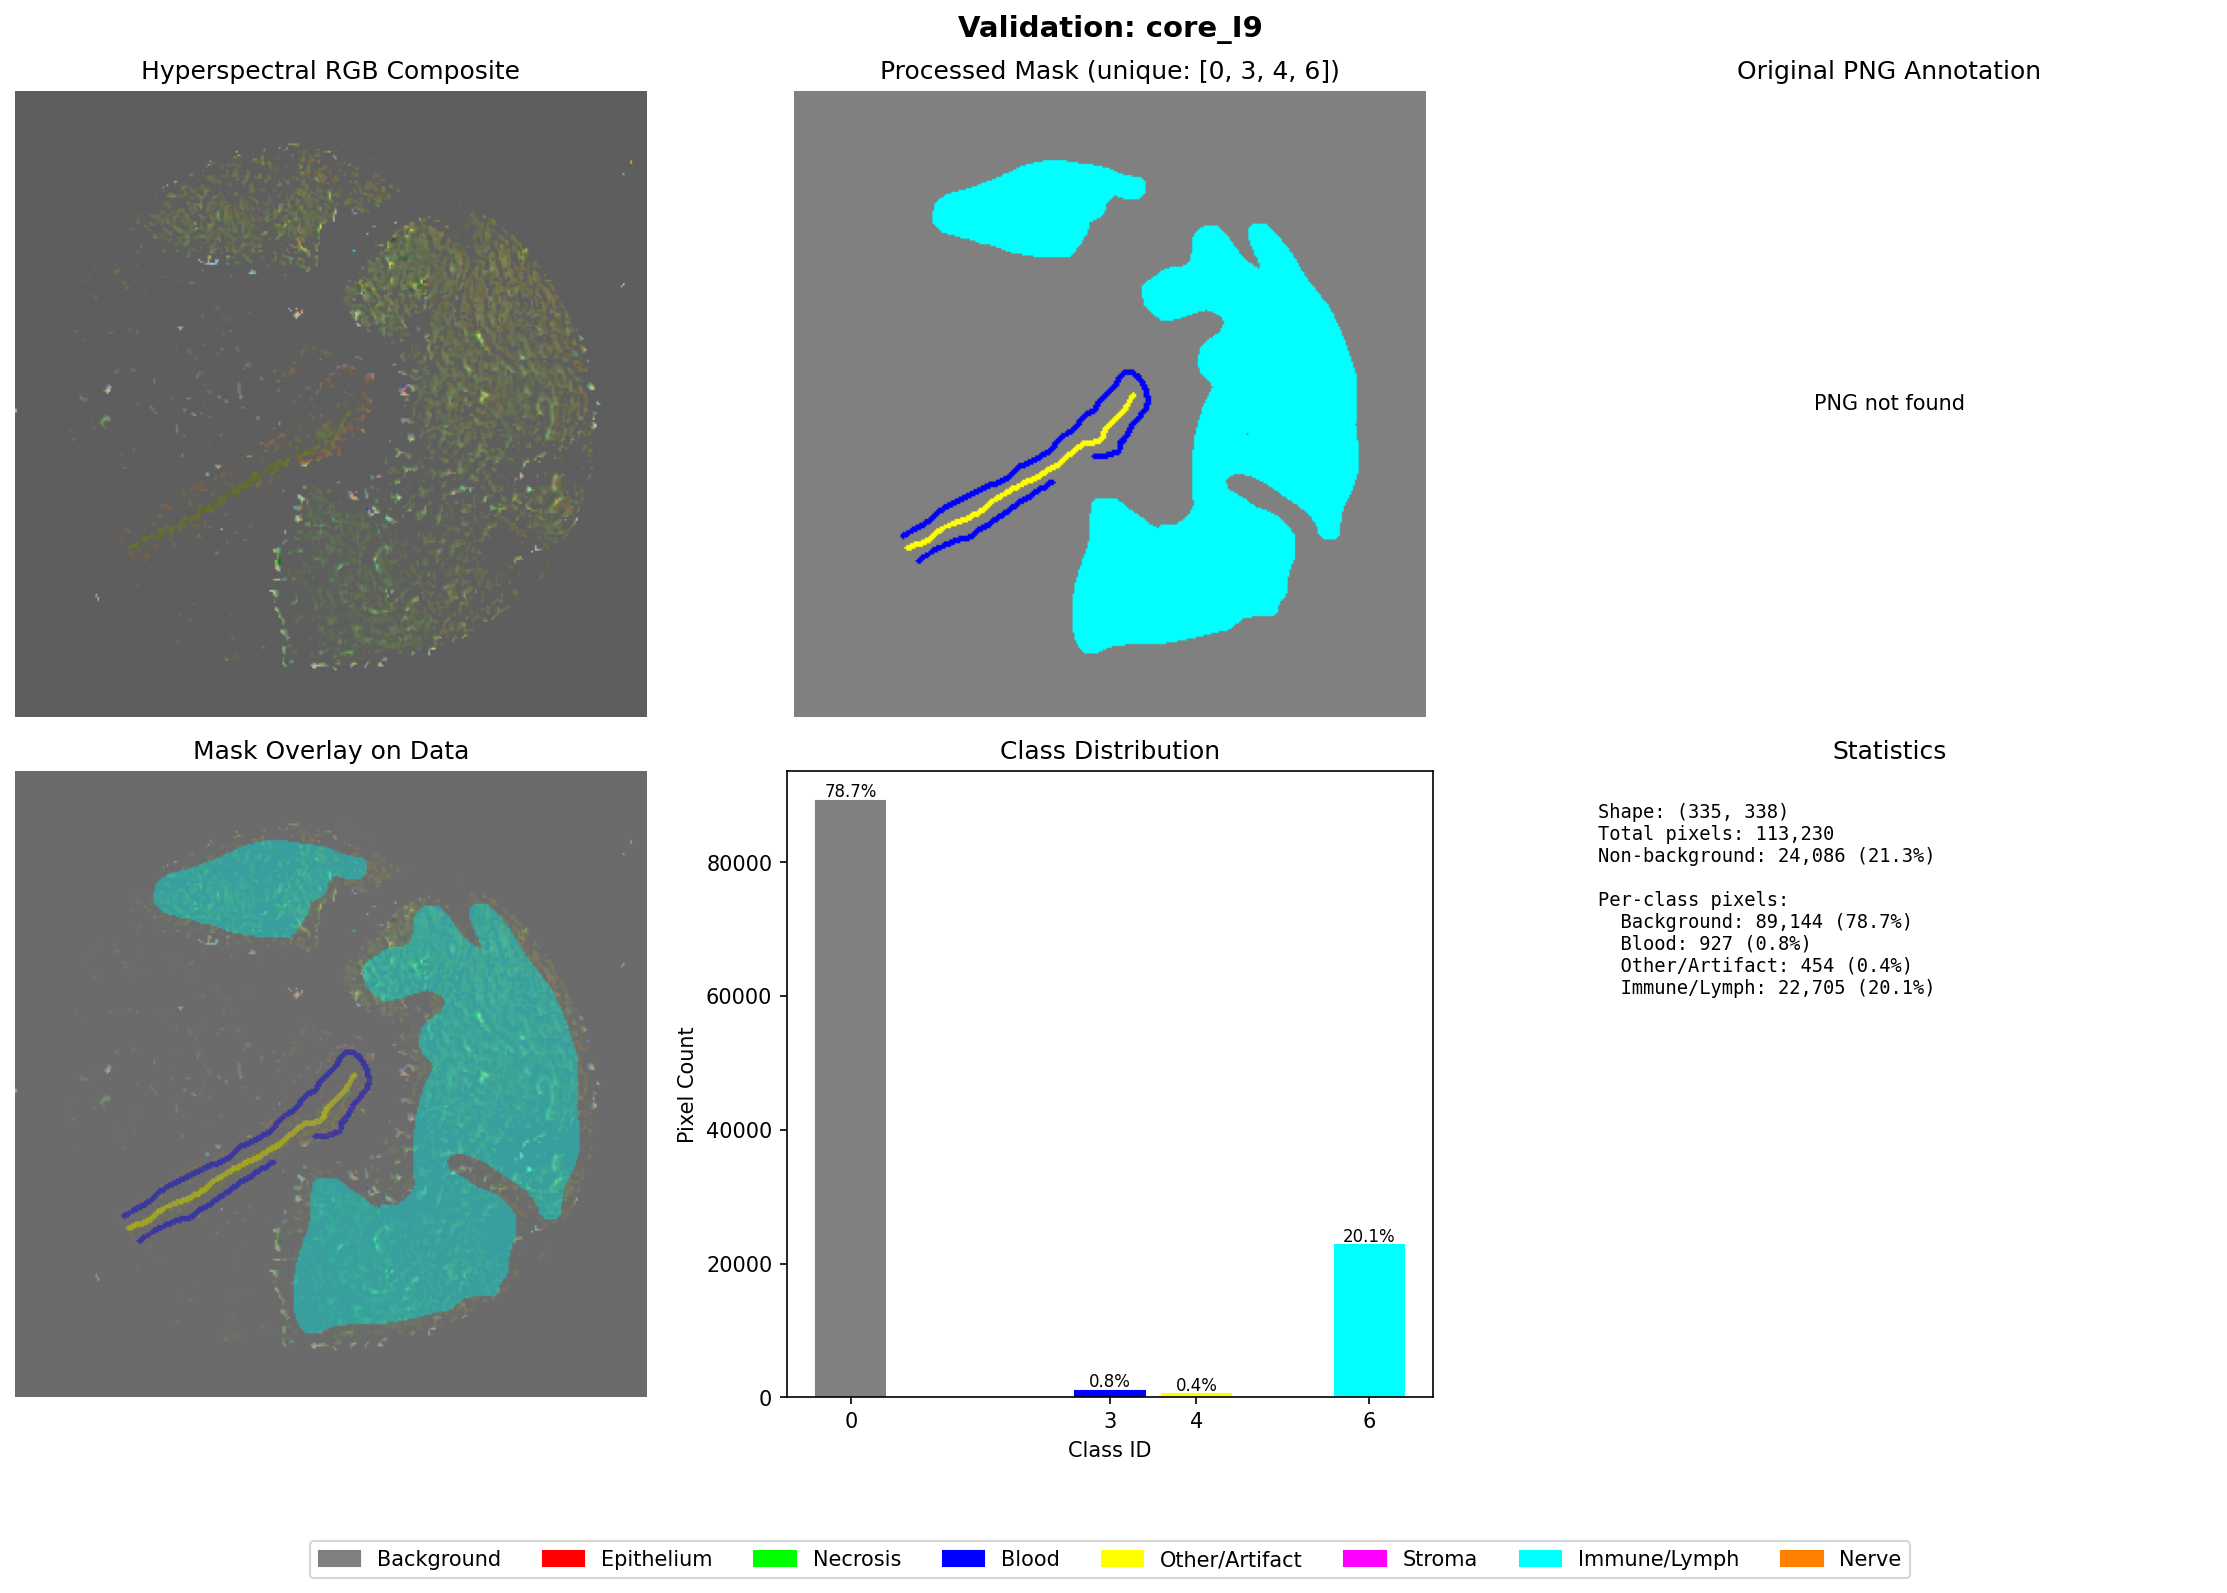 Validation: core_I9
Hyperspectral RGB Composite
Processed Mask (unique: [0, 3, 4, 6])
Original PNG Annotation
PNG not found
Mask Overlay on Data
Class Distribution
78.7%
0.8%
0.4%
20.1%
80000
60000
40000
20000
0
Pixel Count
0
3
4
6
Class ID
Statistics
Shape: (335, 338)
Total pixels: 113,230
Non-background: 24,086 (21.3%)
Per-class pixels:
Background: 89,144 (78.7%)
Blood: 927 (0.8%)
Other/Artifact: 454 (0.4%)
Immune/Lymph: 22,705 (20.1%)
Background
Epithelium
Necrosis
Blood
Other/Artifact
Stroma
Immune/Lymph
Nerve